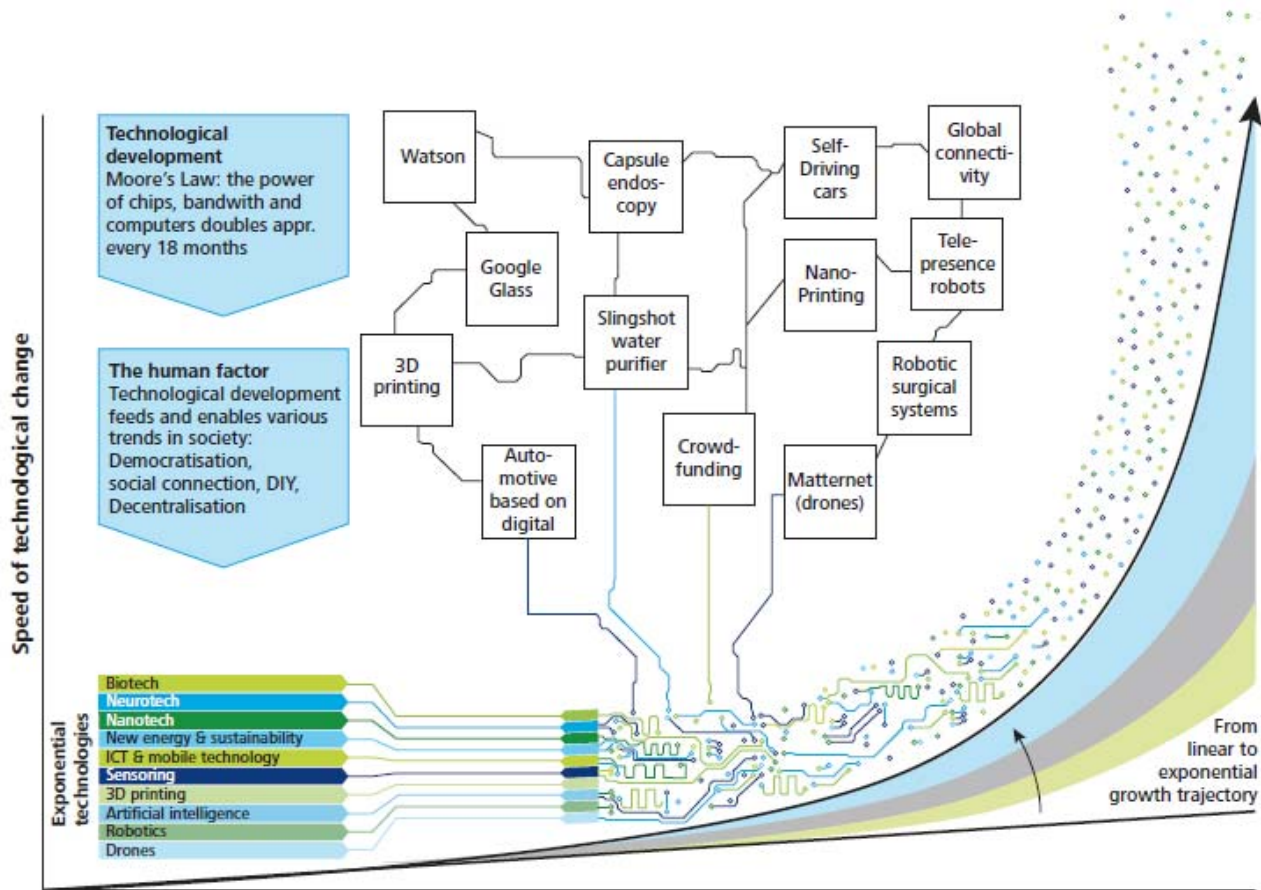 Technological
development
Moore's Law: the power
of chips, bandwith and
computers doubles appr.
every 18 months
The human factor
Technological development
feeds and enables various
trends in society:
Democratisation,
social connection, DIY,
Decentralisation
Speed of technological change
Watson
Google
Glass
3D
printing
Auto-
motive
based on
digital
Capsule
endos-
copy
Slingshot
water
purifier
Crowd-
funding
Self-
Driving
cars
Nano-
Printing
Matternet
(drones)
Global
connecti-
vity
Tele-
presence
robots
Robotic
surgical
systems
Exponential
technologies
Biotech
Neurotech
Nanotech
New energy & sustainability
ICT & mobile technology
Sensoring
3D printing
Artificial intelligence
Robotics
Drones
From
linear to
exponential
growth trajectory